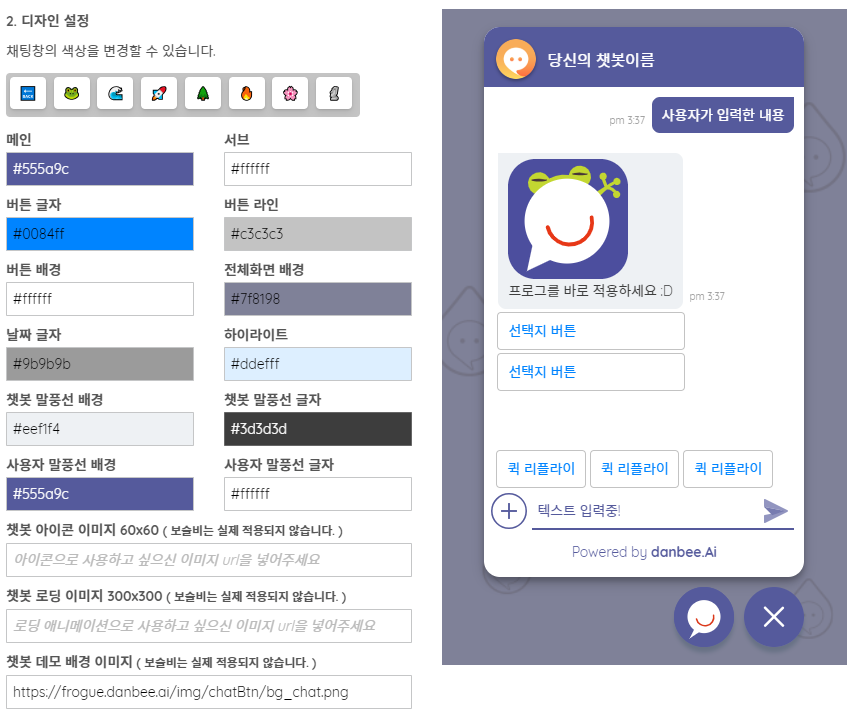 2. 디자인 설정
채팅창의 색상을 변경할 수 있습니다.
BACK
메인
서브
#555a9c
#ffffff
버튼 글자
버튼 라인
#0084ff
#c3c3c3
버튼 배경
전체화면 배경
#ffffff
#7f8198
날짜 글자
하이라이트
#9b9b9b
#ddefff
챗봇 말풍선 배경
챗봇 말풍선 글자
#eef1f4
#3d3d3d
사용자 말풍선 배경
사용자 말풍선 글자
#555a9c
#ffffff
챗봇 아이콘 이미지 60x60 ( 보슬비는 실제 적용되지 않습니다. )
아이콘으로 사용하고 싶으신 이미지 url을 넣어주세요
챗봇 로딩 이미지 300x300 ( 보슬비는 실제 적용되지 않습니다. )
로딩 애니메이션으로 사용하고 싶으신 이미지 url을 넣어주세요
챗봇 데모 배경 이미지 ( 보슬비는 실제 적용되지 않습니다. )
https://frogue.danbee.ai/img/chatBtn/bg_chat.png
당신의 챗봇이름
pm 3:37
사용자가 입력한 내용
프로그를 바로 적용하세요 :D
pm 3:37
선택지 버튼
선택지 버튼
퀵 리플라이
퀵 리플라이
퀵 리플라이
텍스트 입력중!
Powered by danbee.Ai